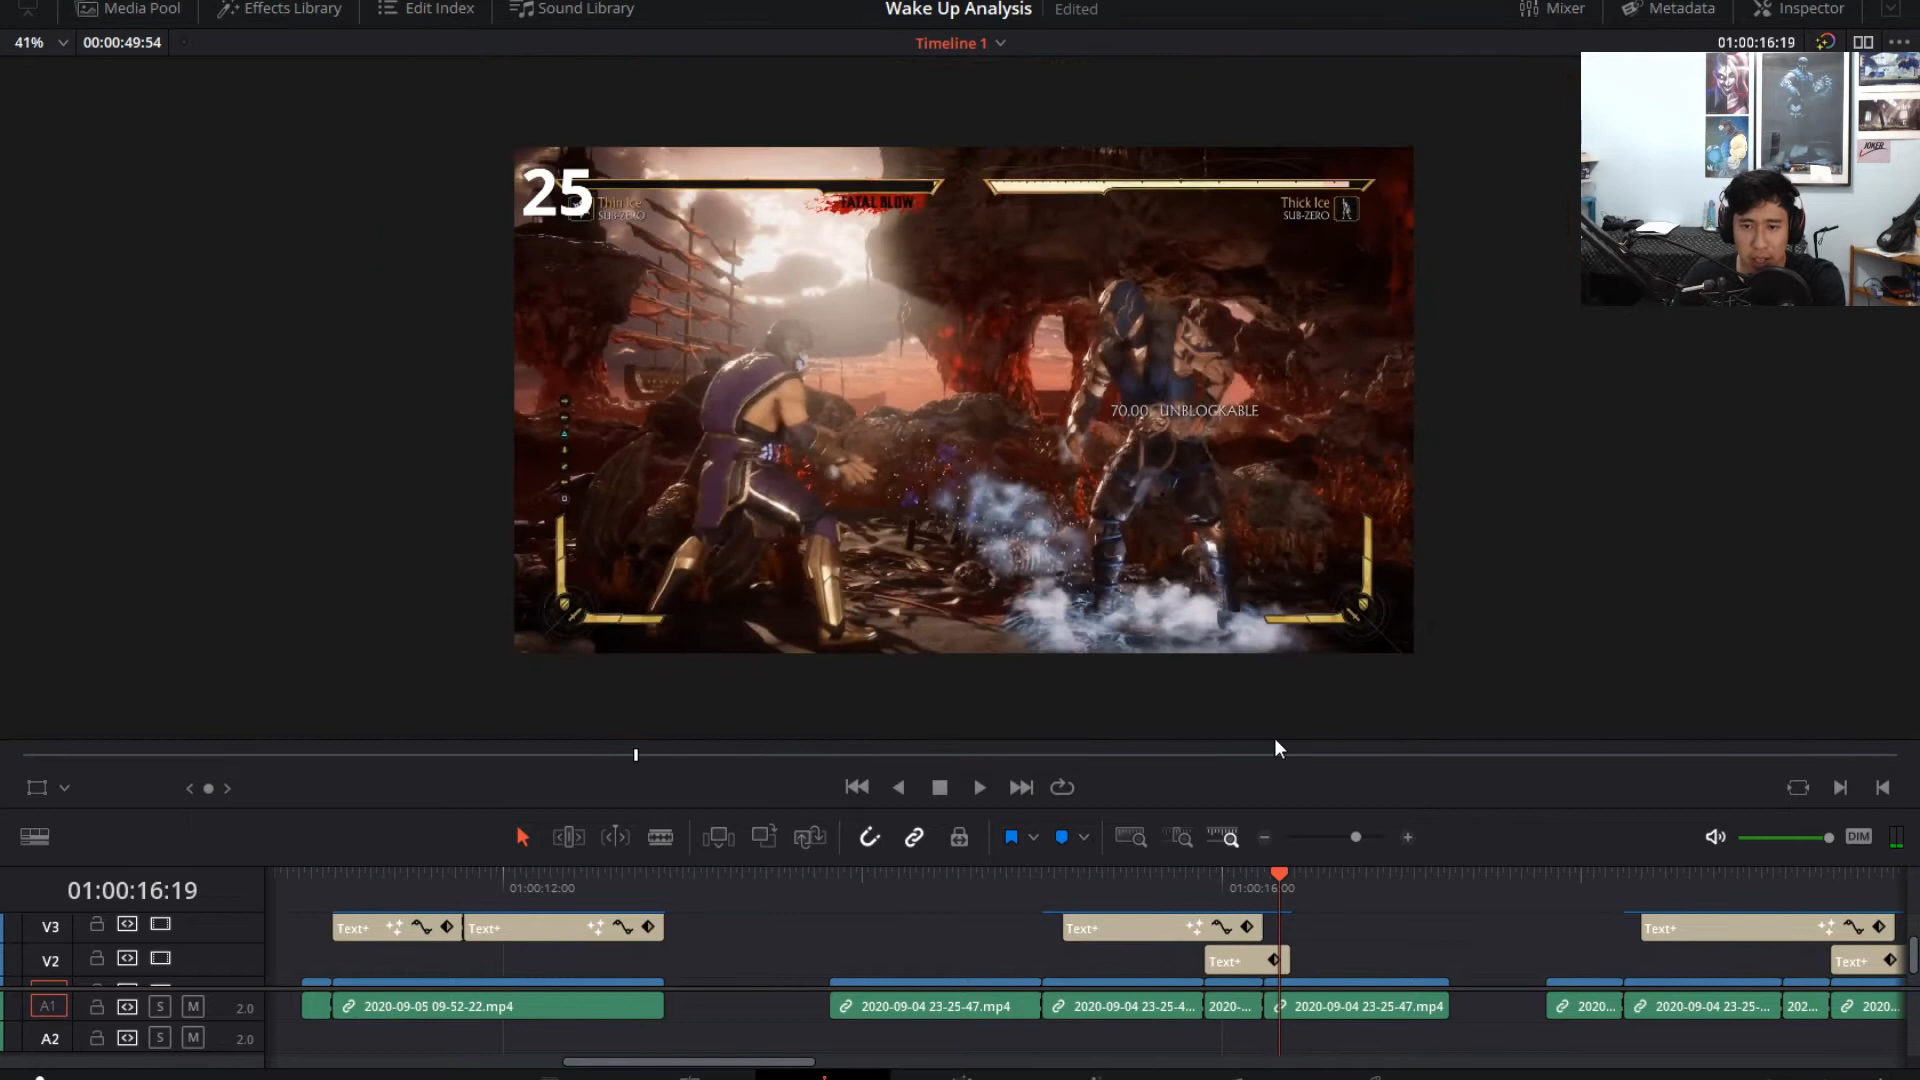 Media Pool
Effects Library
Edit Index
Sound Library
Wake Up Analysis
Edited
Mixer
Metadata
Inspector
41%
00:00:49:54
Timeline 1
01:00:16:19
25
Thin Ice
SUB-ZERO
FATAL BLOW
Thick Ice
SUB-ZERO
70.00 UNBLOCKABLE
JOKER
DIM
01:00:16:19
01:00:12:00
01:00:16:00
V3
Text+
Text+
Text+
Text+
V2
Text+
Text+
A1
S
M
2.0
2020-09-05 09-52-22.mp4
2020-09-04 23-25-47.mp4
2020-09-04 23-25-4...
2020-...
2020-09-04 23-25-47.mp4
2020...
2020-09-04 23-25-...
202...
2020...
A2
S
M
2.0